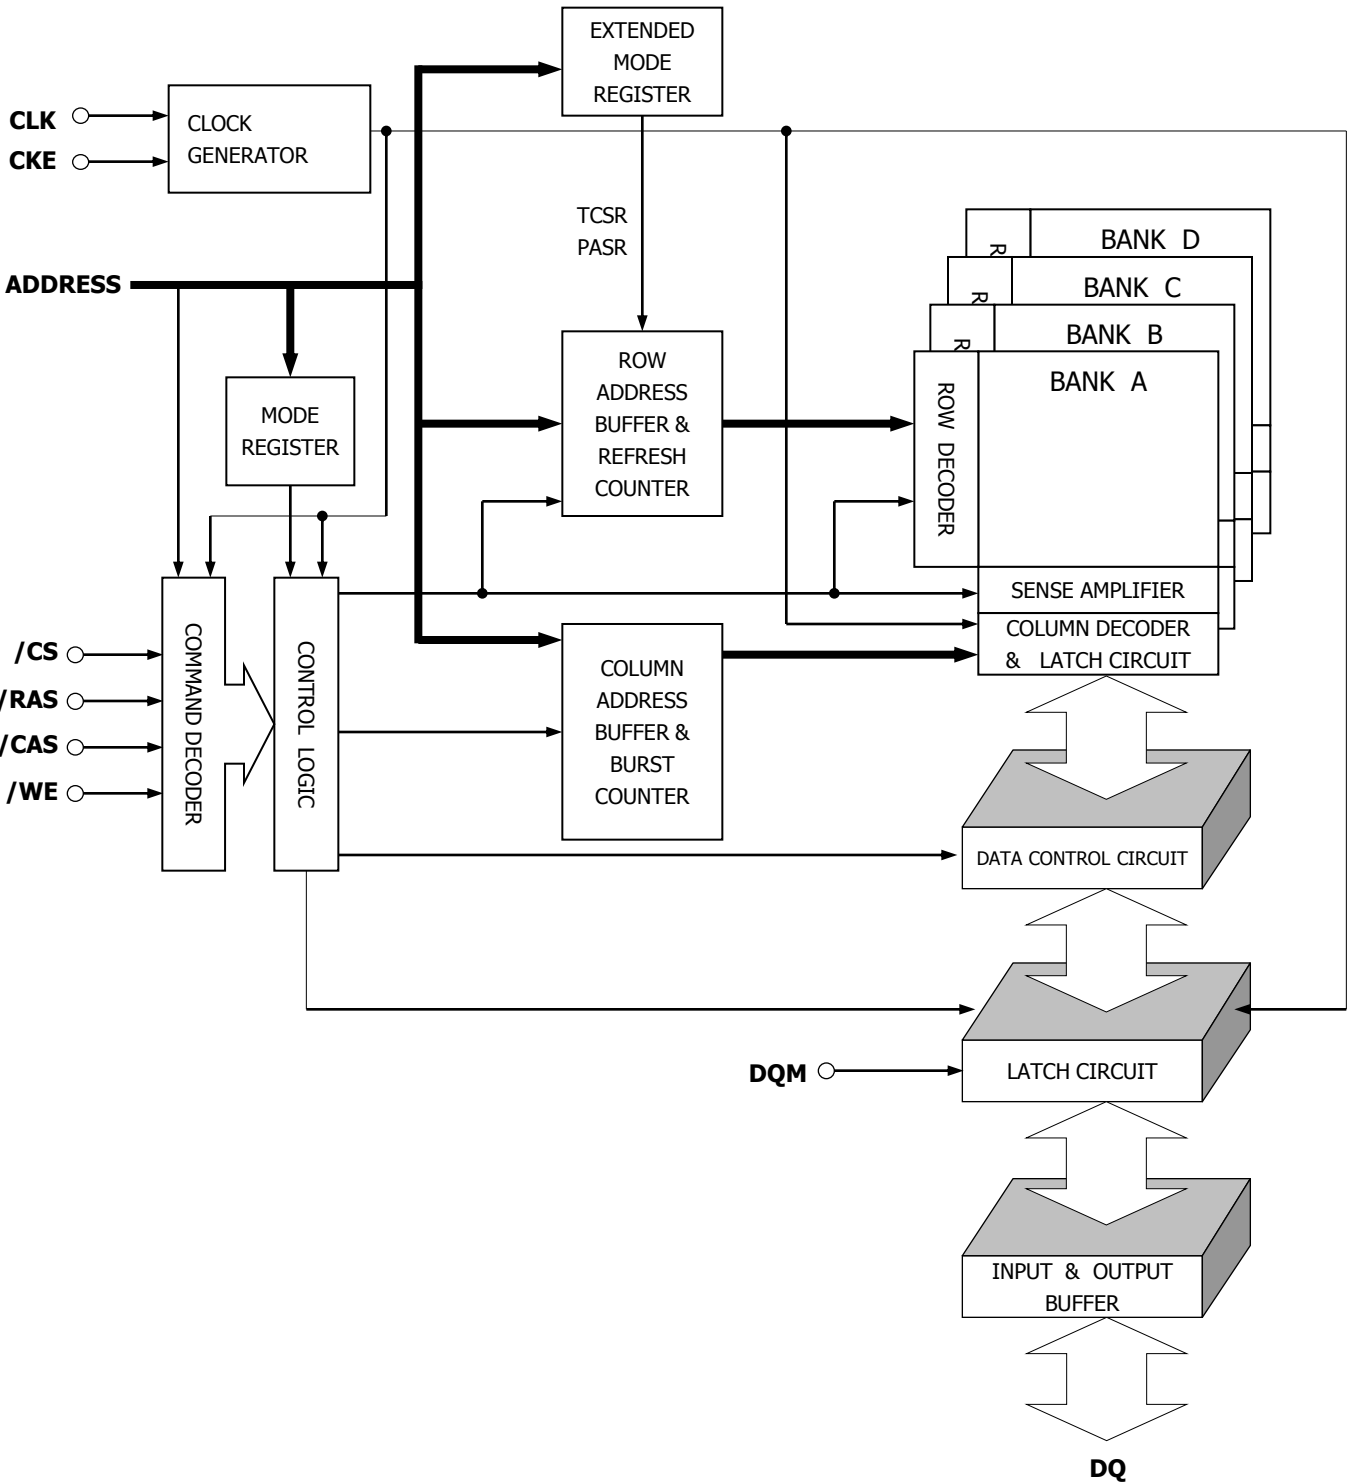 EXTENDED
MODE
REGISTER
CLK
CKE
CLOCK
GENERATOR
TCSR
PASR
ADDRESS
BANK D
R
BANK C
R
BANK B
R
BANK A
ROW DECODER
ROW
ADDRESS
BUFFER &
REFRESH
COUNTER
MODE
REGISTER
SENSE AMPLIFIER
COLUMN DECODER
& LATCH CIRCUIT
/CS
/RAS
/CAS
/WE
COMMAND DECODER
CONTROL LOGIC
COLUMN
ADDRESS
BUFFER &
BURST
COUNTER
DATA CONTROL CIRCUIT
DQM
LATCH CIRCUIT
INPUT & OUTPUT
BUFFER
DQ